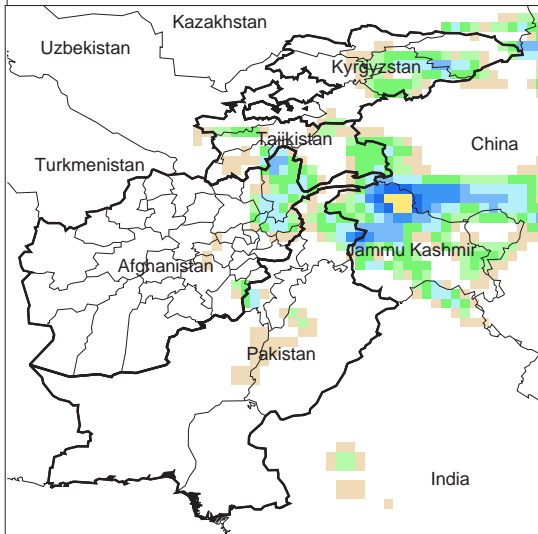 Kazakhstan
Uzbekistan
Kyrgyzstan
Tajikistan
China
Turkmenistan
Jammu Kashmir
Afghanistan
Pakistan
India